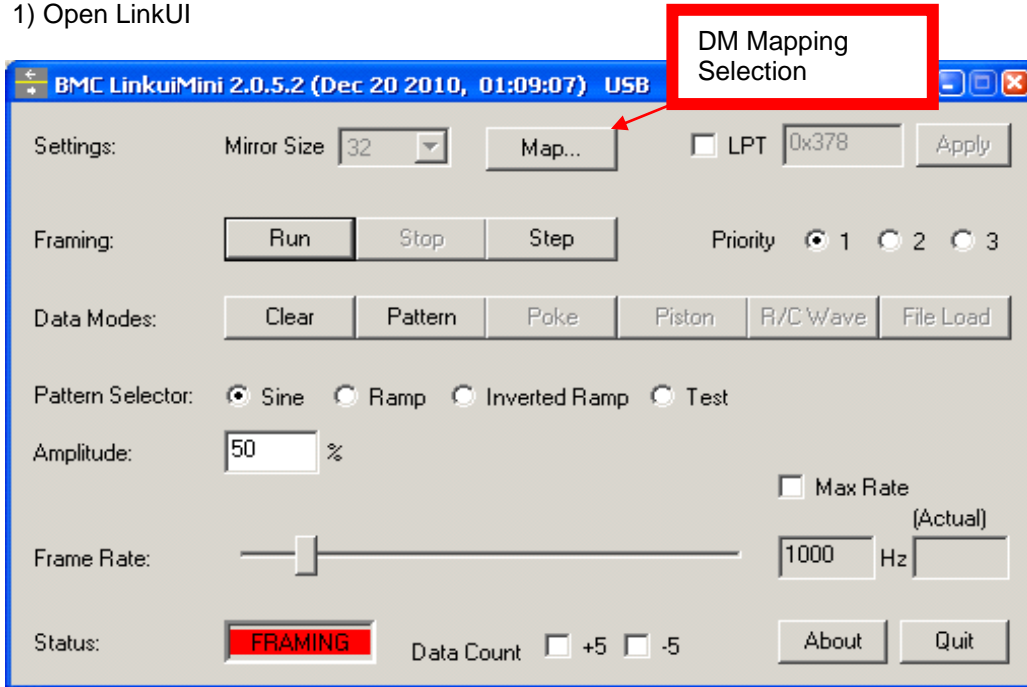 1) Open LinkUI
DM Mapping
Selection
BMC LinkuiMini 2.0.5.2 (Dec 20 2010, 01:09:07) USB
Settings: Mirror Size 32 Map... LPT 0x378 Apply
Framing: Run Stop Step Priority 1 2 3
Data Modes: Clear Pattern Poke Piston R/C Wave File Load
Pattern Selector: Sine Ramp Inverted Ramp Test
Amplitude: 50 %
Max Rate
(Actual)
Frame Rate: 1000 Hz
Status: FRAMING Data Count +5 -5 About Quit